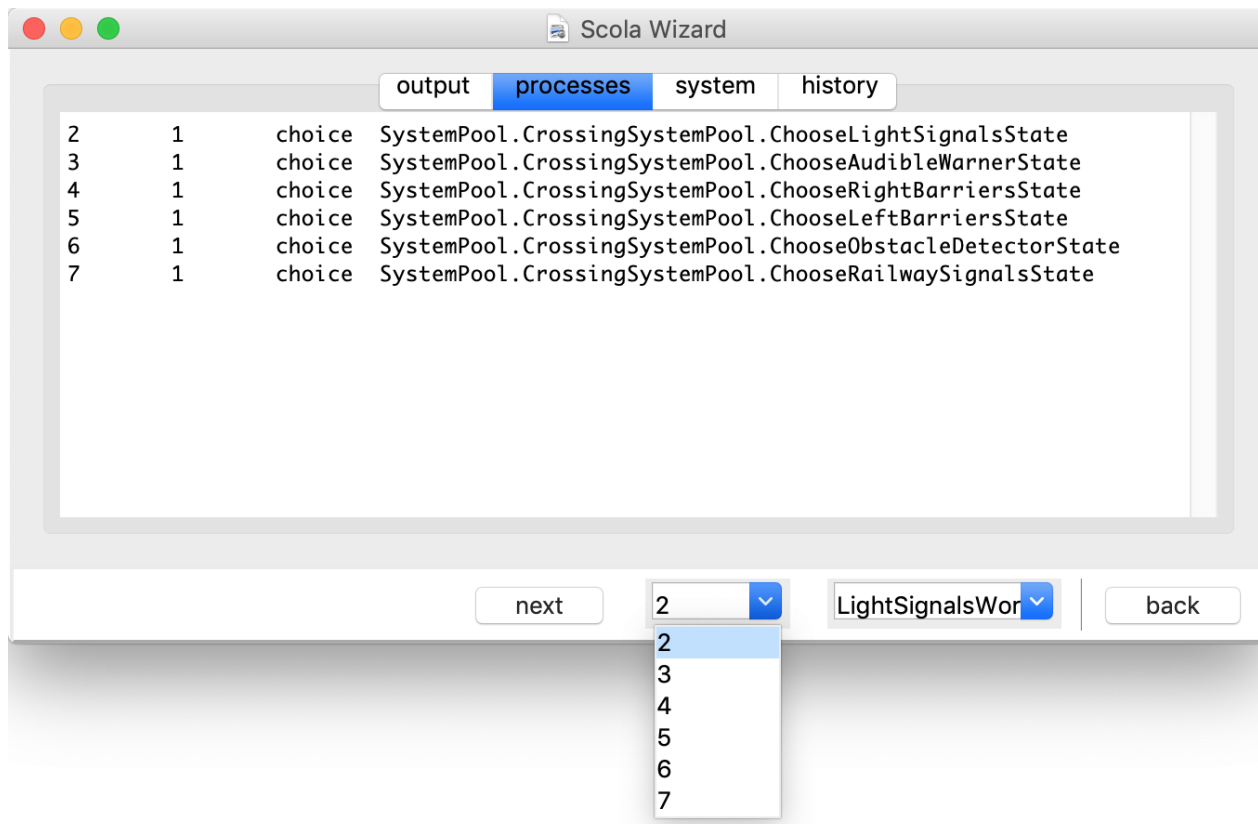 Scola Wizard
output processes system history
2 1 choice SystemPool.CrossingSystemPool.ChooseLightSignalsState
3 1 choice SystemPool.CrossingSystemPool.ChooseAudibleWarnerState
4 1 choice SystemPool.CrossingSystemPool.ChooseRightBarriersState
5 1 choice SystemPool.CrossingSystemPool.ChooseLeftBarriersState
6 1 choice SystemPool.CrossingSystemPool.ChooseObstacleDetectorState
7 1 choice SystemPool.CrossingSystemPool.ChooseRailwaySignalsState
next 2 LightSignalsWor back
2
3
4
5
6
7